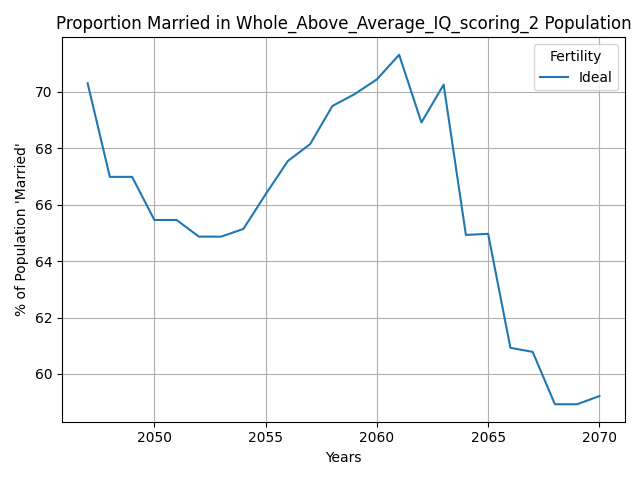 Proportion Married in Whole_Above_Average_IQ_scoring_2 Population
Fertility
Ideal
% of Population 'Married'
70
68
66
64
62
60
2050
2055
2060
2065
2070
Years